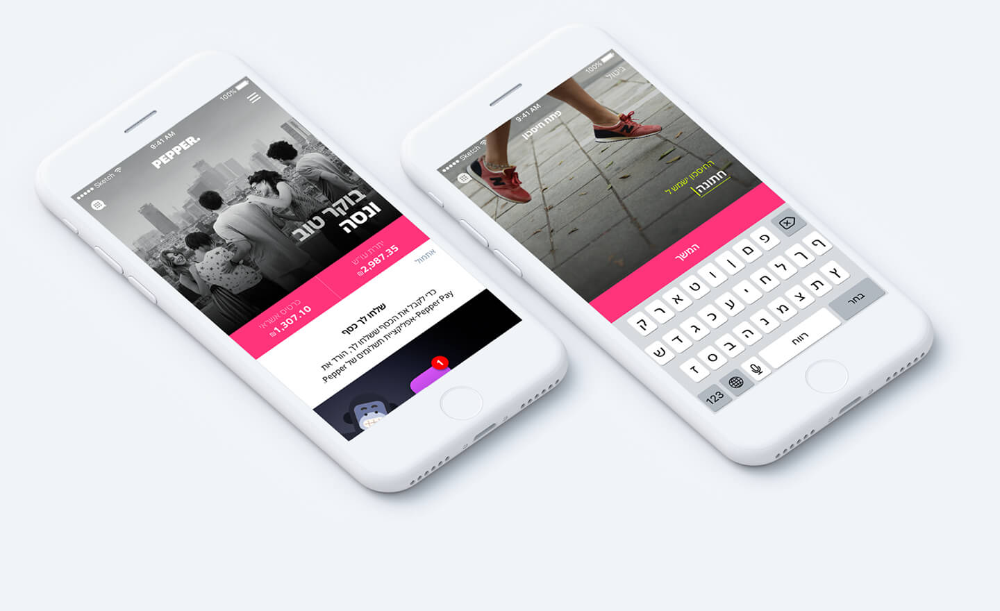 Sketch
9:41 AM
100%
PEPPER.
בוקר טוב
ונסה
יתרת עו״ש
₪2,987.35
כרטיס אשראי
₪1,307.10
אתמול
שלחו לך כסף
כדי לקבל את הכסף ששלחו לך, הורד את
Pepper Pay-אפליקציית תשלומים של Pepper.
1
Sketch
9:41 AM
100%
ביטול
פתח חיסכון
החיסכון ישמש ל
חתונה
N
N
המשך
ק ר א ט ו ן ם פ
ש ד ג כ ע י ח ל ך ף
ז ס ב ה נ מ צ ת ץ
123
רווח
בחר